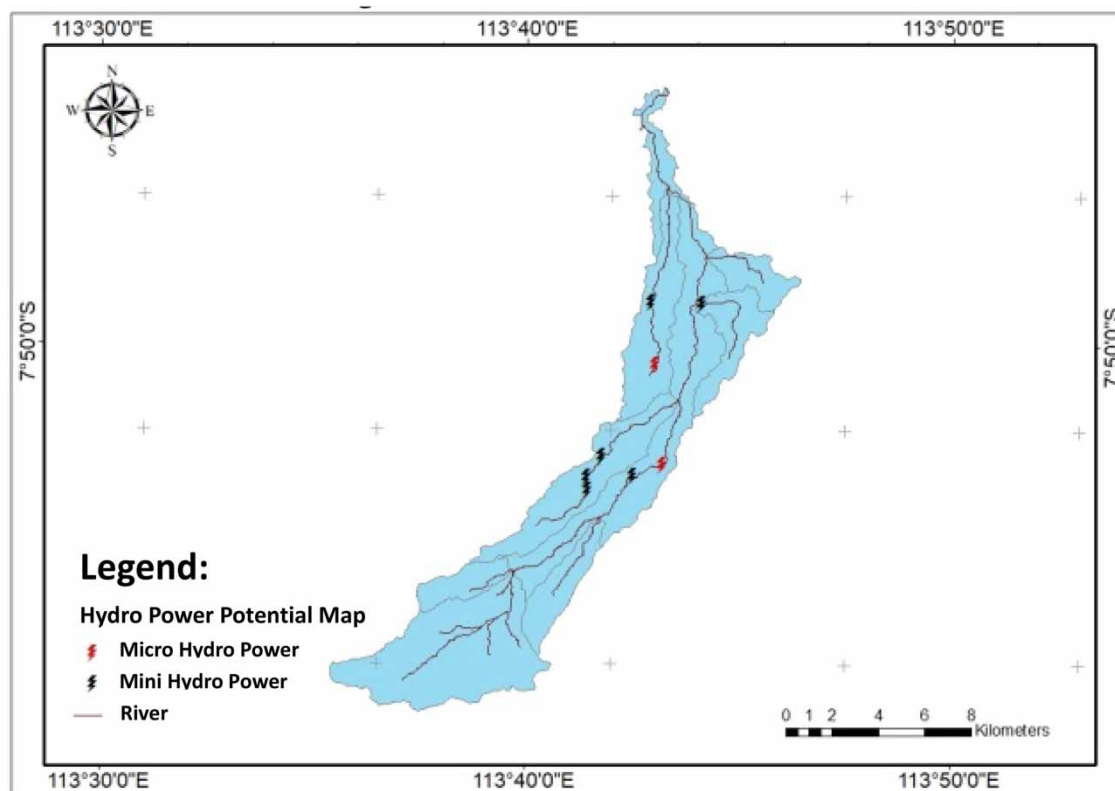 113°30'0"E 113°40'0"E 113°50'0"E
N
W E
S
7°50'0"S 7°50'0"S
Legend:
Hydro Power Potential Map
Micro Hydro Power
Mini Hydro Power
River
0 1 2 4 6 8
Kilometers
113°30'0"E 113°40'0"E 113°50'0"E